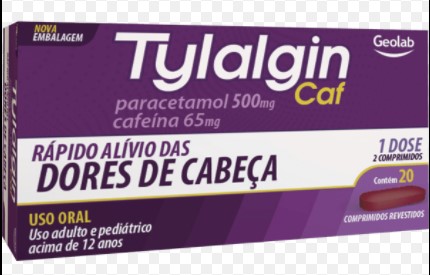 NOVA
EMBALAGEM
Tylalgin
Caf
Geolab
paracetamol 500mg
cafeína 65mg
RÁPIDO ALÍVIO DAS
DORES DE CABEÇA
1 DOSE
2 COMPRIMIDOS
Contém 20
COMPRIMIDOS REVESTIDOS
USO ORAL
Uso adulto e pediátrico
acima de 12 anos